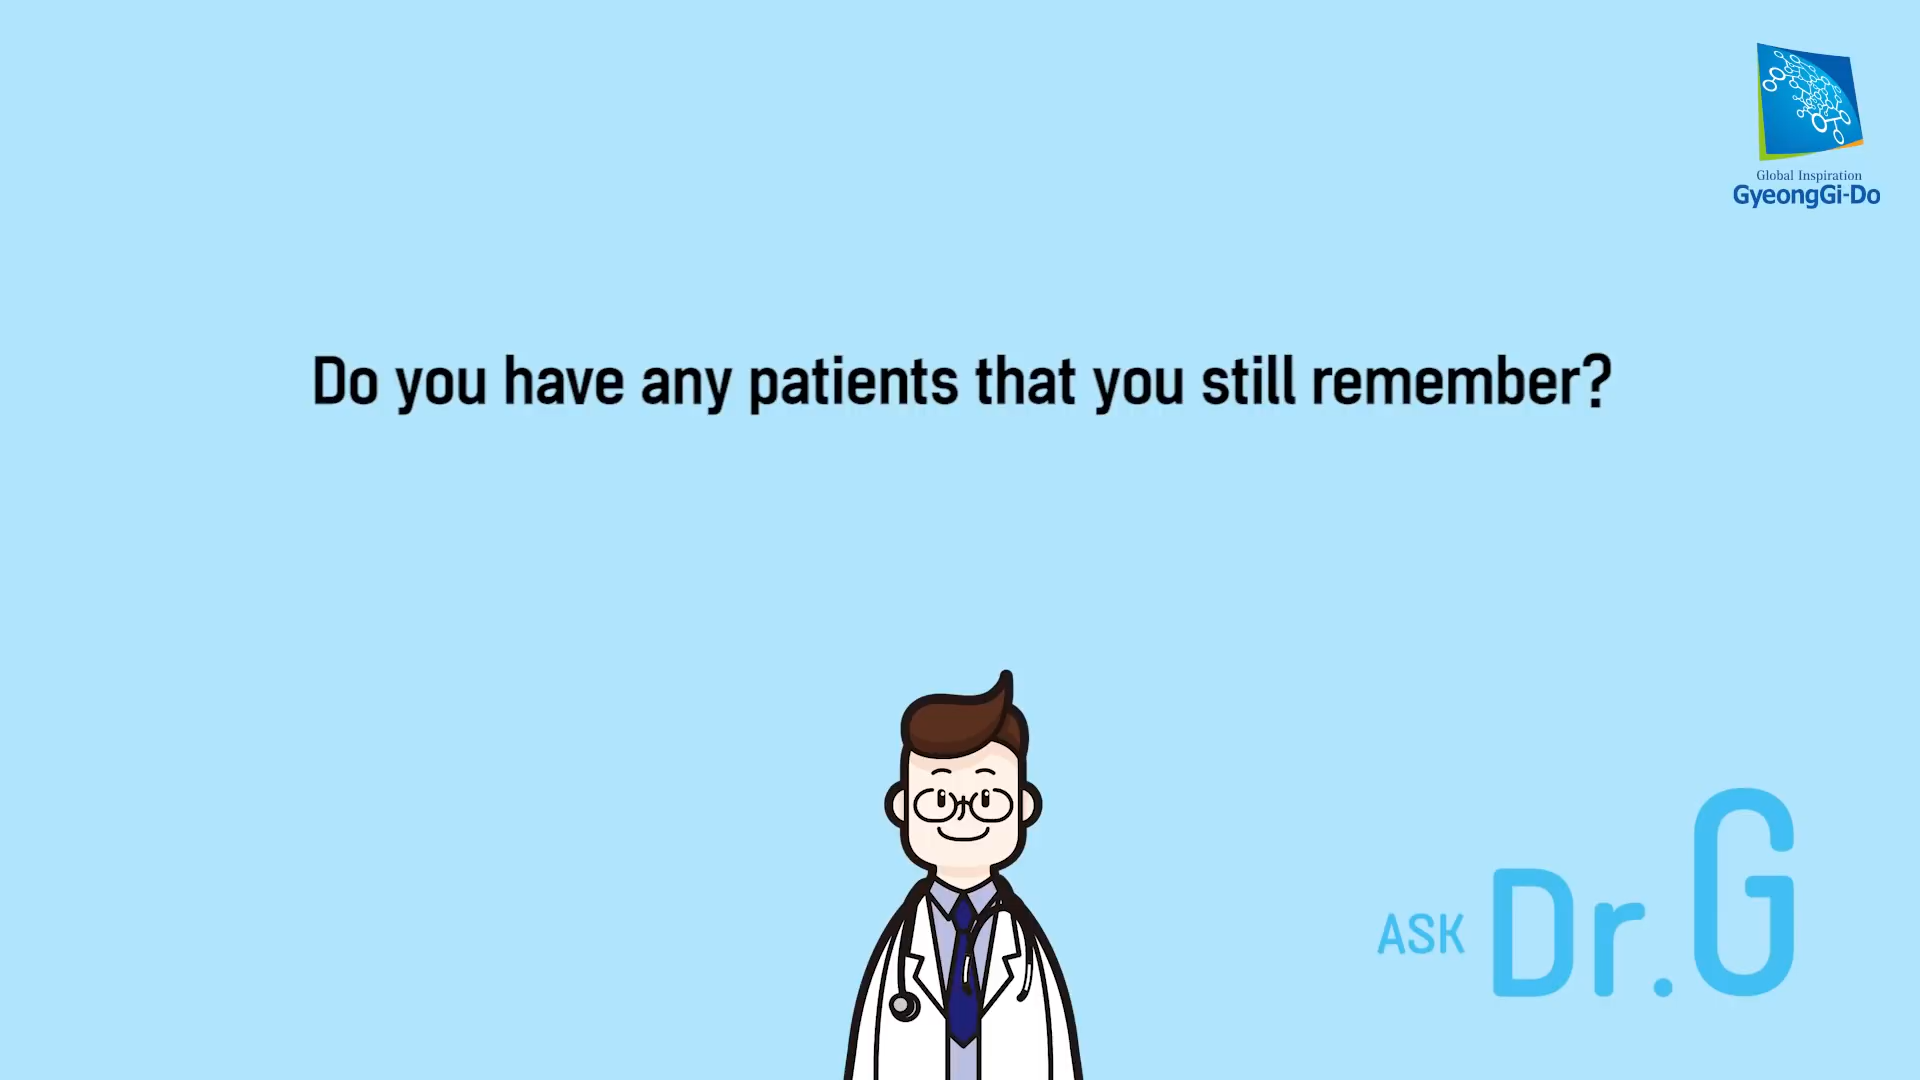 Global Inspiration
GyeongGi-Do
Do you have any patients that you still remember?
ASK Dr.G